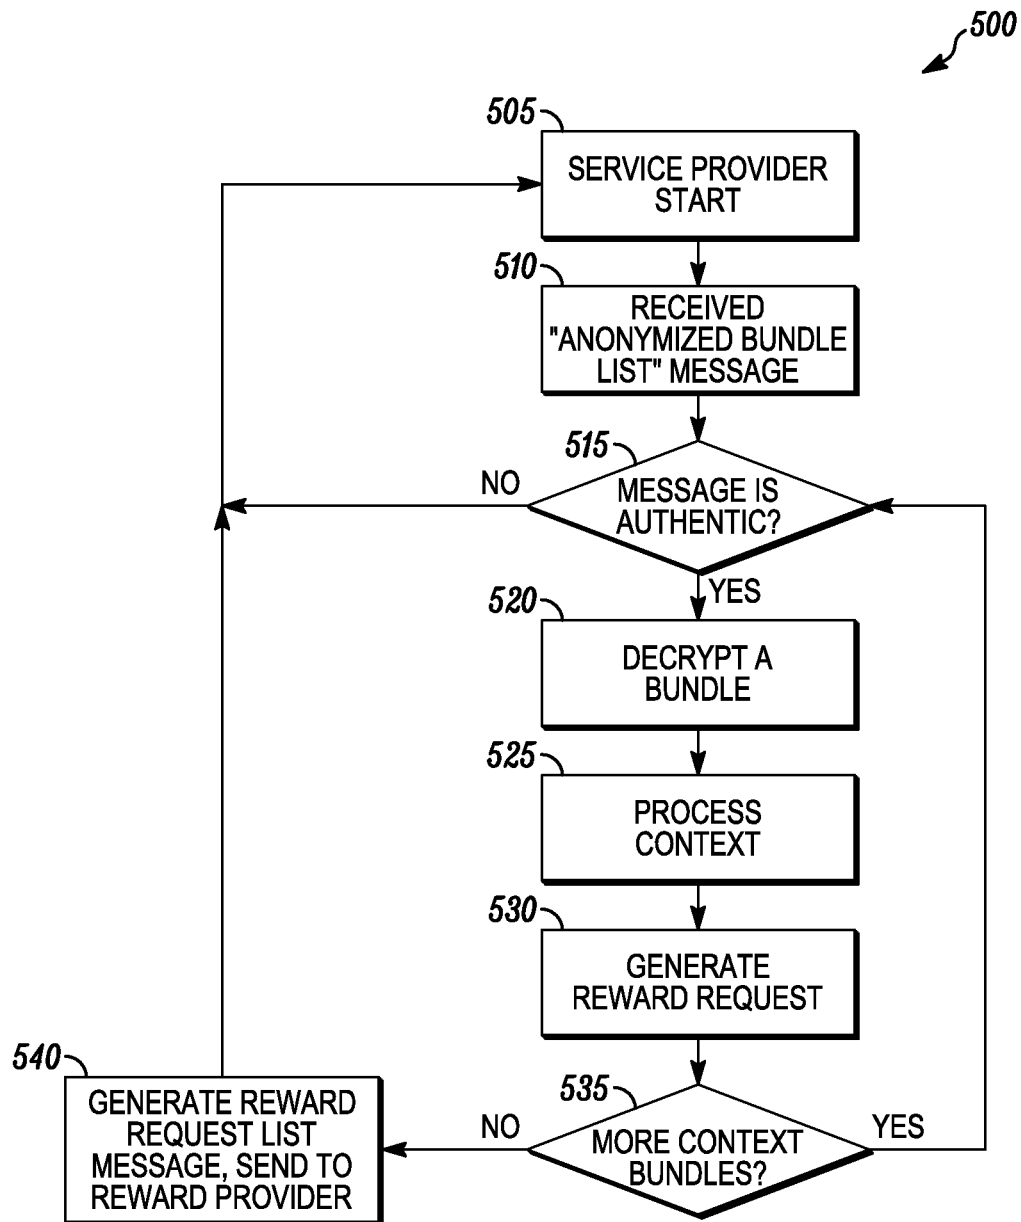 500
505
SERVICE PROVIDER
START
510
RECEIVED
"ANONYMIZED BUNDLE
LIST" MESSAGE
515
NO
MESSAGE IS
AUTHENTIC?
YES
520
DECRYPT A
BUNDLE
525
PROCESS
CONTEXT
530
GENERATE
REWARD REQUEST
540
GENERATE REWARD
REQUEST LIST
MESSAGE, SEND TO
REWARD PROVIDER
535
NO
MORE CONTEXT
BUNDLES?
YES